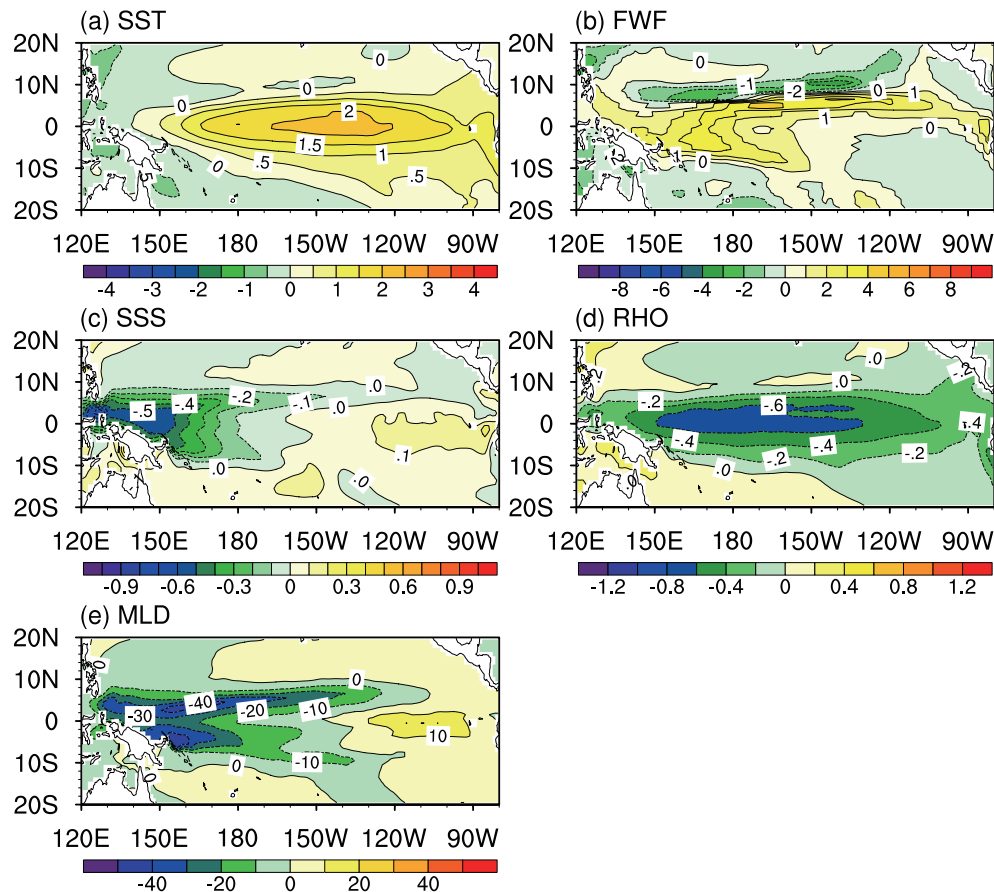 (a) SST
(b) FWF
20N
10N
0
10S
20S
0
0
0
2
1.5
1
.5
0
.5
.5
20N
10N
0
10S
20S
0
-1
-2
0
1
1
0
1
0
120E 150E 180 150W 120W 90W
120E 150E 180 150W 120W 90W
-4 -3 -2 -1 0 1 2 3 4
-8 -6 -4 -2 0 2 4 6 8
(c) SSS
(d) RHO
20N
10N
0
10S
20S
.0
-.5
-.4
-.2
-.1
.0
.1
.0
.0
20N
10N
0
10S
20S
.0
.0
-.2
-.2
-.6
-.4
-.4
-.4
-.2
-.2
.0
.0
120E 150E 180 150W 120W 90W
120E 150E 180 150W 120W 90W
-0.9 -0.6 -0.3 0 0.3 0.6 0.9
-1.2 -0.8 -0.4 0 0.4 0.8 1.2
(e) MLD
20N
10N
0
10S
20S
0
0
-40
-30
-20
-10
10
0
-10
0
120E 150E 180 150W 120W 90W
-40 -20 0 20 40